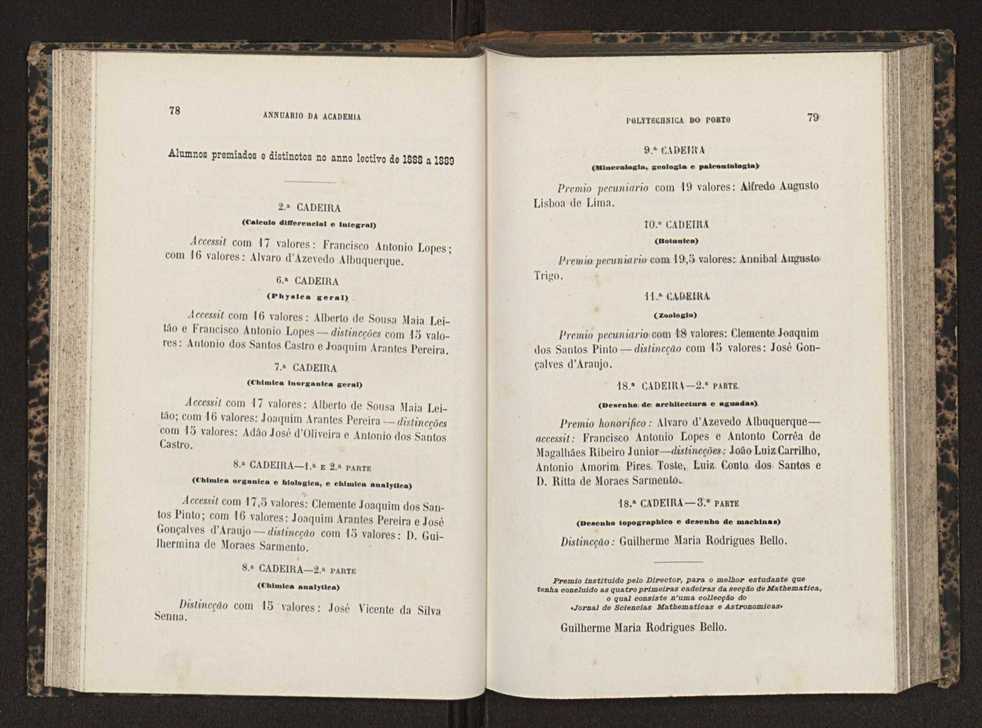 78
ANNUARIO DA ACADEMIA
Alumnos premiados e distinctos no anno lectivo de 1888 a 1889
2.ª CADEIRA
(Calculo differencial e integral)
Accessit com 17 valores: Francisco Antonio Lopes;
com 16 valores: Alvaro d'Azevedo Albuquerque.
6.ª CADEIRA
(Physica geral)
Accessit com 16 valores: Alberto de Sousa Maia Lei-
tão e Francisco Antonio Lopes—distincções com 15 valo-
res: Antonio dos Santos Castro e Joaquim Arantes Pereira.
7.ª CADEIRA
(Chimica inorganica geral)
Accessit com 17 valores: Alberto de Sousa Maia Lei-
tão; com 16 valores: Joaquim Arantes Pereira—distincções
com 15 valores: Adão José d'Oliveira e Antonio dos Santos
Castro.
8.ª CADEIRA—1.ª E 2.ª PARTE
(Chimica organica e biologica, e chimica analytica)
Accessit com 17,5 valores: Clemente Joaquim dos San-
tos Pinto; com 16 valores: Joaquim Arantes Pereira e José
Gonçalves d'Araujo—distincção com 15 valores: D. Gui-
lhermina de Moraes Sarmento.
8.ª CADEIRA—2.ª PARTE
(Chimica analytica)
Distincção com 15 valores: José Vicente da Silva
Senna.
POLYTECHNICA DO PORTO
79
9.ª CADEIRA
(Mineralogia, geologia e paleontologia)
Premio pecuniario com 19 valores: Alfredo Augusto
Lisboa de Lima.
10.ª CADEIRA
(Botanica)
Premio pecuniario com 19,5 valores: Annibal Augusto
Trigo.
11.ª CADEIRA
(Zoologia)
Premio pecuniario com 18 valores: Clemente Joaquim
dos Santos Pinto—distincção com 15 valores: José Gon-
çalves d'Araujo.
18.ª CADEIRA—2.ª PARTE
(Desenho de architectura e aguadas)
Premio honorifico: Alvaro d'Azevedo Albuquerque—
accessit: Francisco Antonio Lopes e Antonto Corrêa de
Magalhães Ribeiro Junior—distincções: João Luiz Carrilho,
Antonio Amorim Pires Toste, Luiz Couto dos Santos e
D. Ritta de Moraes Sarmento.
18.ª CADEIRA—3.ª PARTE
(Desenho topographico e desenho de machinas)
Distincção: Guilherme Maria Rodrigues Bello.
Premio instituido pelo Director, para o melhor estudante que
tenha concluido as quatro primeiras cadeiras da secção de Mathematica,
o qual consiste n'uma collecção do
«Jornal de Sciencias Mathematicas e Astronomicas»
Guilherme Maria Rodrigues Bello.